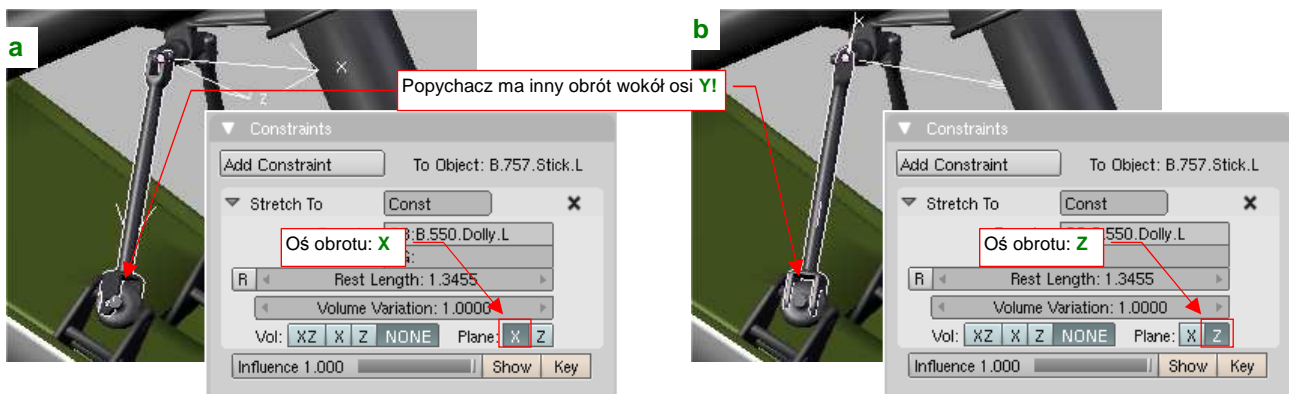 a
X
Z
Popychacz ma inny obrót wokół osi Y!
Constraints
Add Constraint To Object: B.757.Stick.L
Stretch To Const
B:B.550.Dolly.L
Oś obrotu: X
G:
R Rest Length: 1.3455
Volume Variation: 1.0000
Vol: XZ X Z NONE Plane: X Z
Influence 1.000 Show Key
b
X
Constraints
Add Constraint To Object: B.757.Stick.L
Stretch To Const
.550.Dolly.L
Oś obrotu: Z
R Rest Length: 1.3455
Volume Variation: 1.0000
Vol: XZ X Z NONE Plane: X Z
Influence 1.000 Show Key